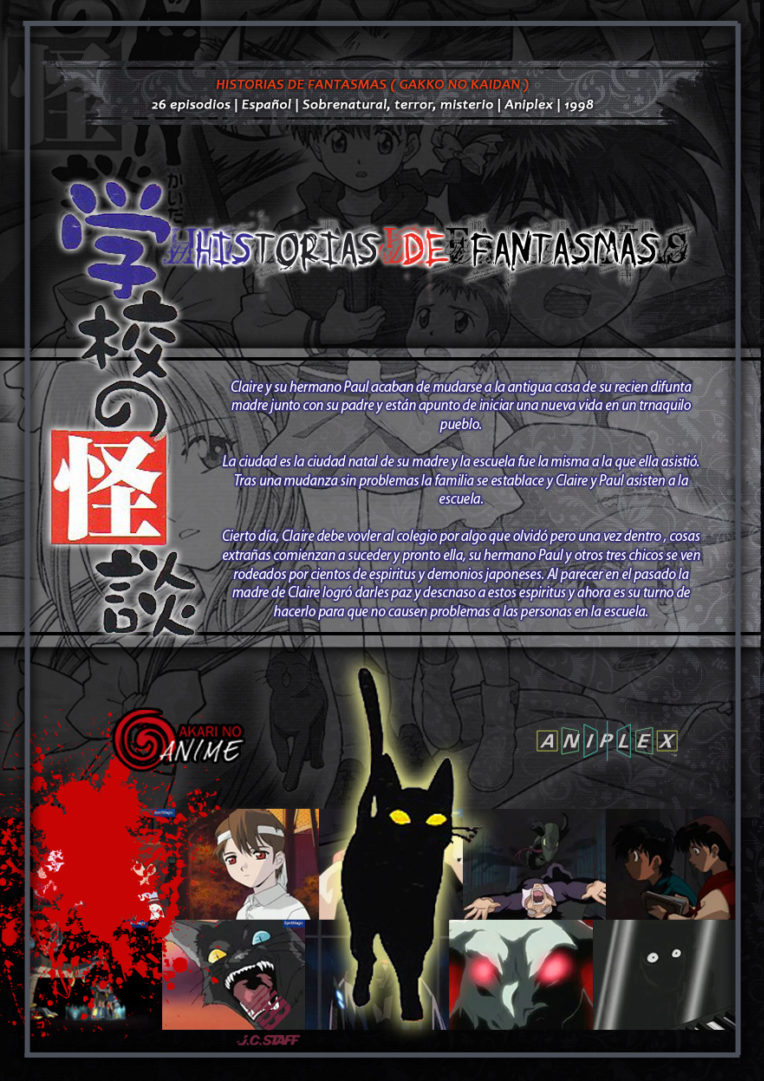 HISTORIAS DE FANTASMAS ( GAKKO NO KAIDAN )
26 episodios | Español | Sobrenatural, terror, misterio | Aniplex | 1998
学校の怪談
HISTORIAS DE FANTASMAS
Claire y su hermano Paul acaban de mudarse a la antigua casa de su recien difunta
madre junto con su padre y están apunto de iniciar una nueva vida en un trnaquilo
pueblo.
La ciudad es la ciudad natal de su madre y la escuela fue la misma a la que ella asistió.
Tras una mudanza sin problemas la familia se establace y Claire y Paul asisten a la
escuela.
Cierto día, Claire debe vovler al colegio por algo que olvidó pero una vez dentro , cosas
extrañas comienzan a suceder y pronto ella, su hermano Paul y otros tres chicos se ven
rodeados por cientos de espiritus y demonios japoneses. Al parecer en el pasado la
madre de Claire logró darles paz y descnaso a estos espiritus y ahora es su turno de
hacerlo para que no causen problemas a las personas en la escuela.
AKARI NO
ANIME
ANIPLEX
J.C.STAFF